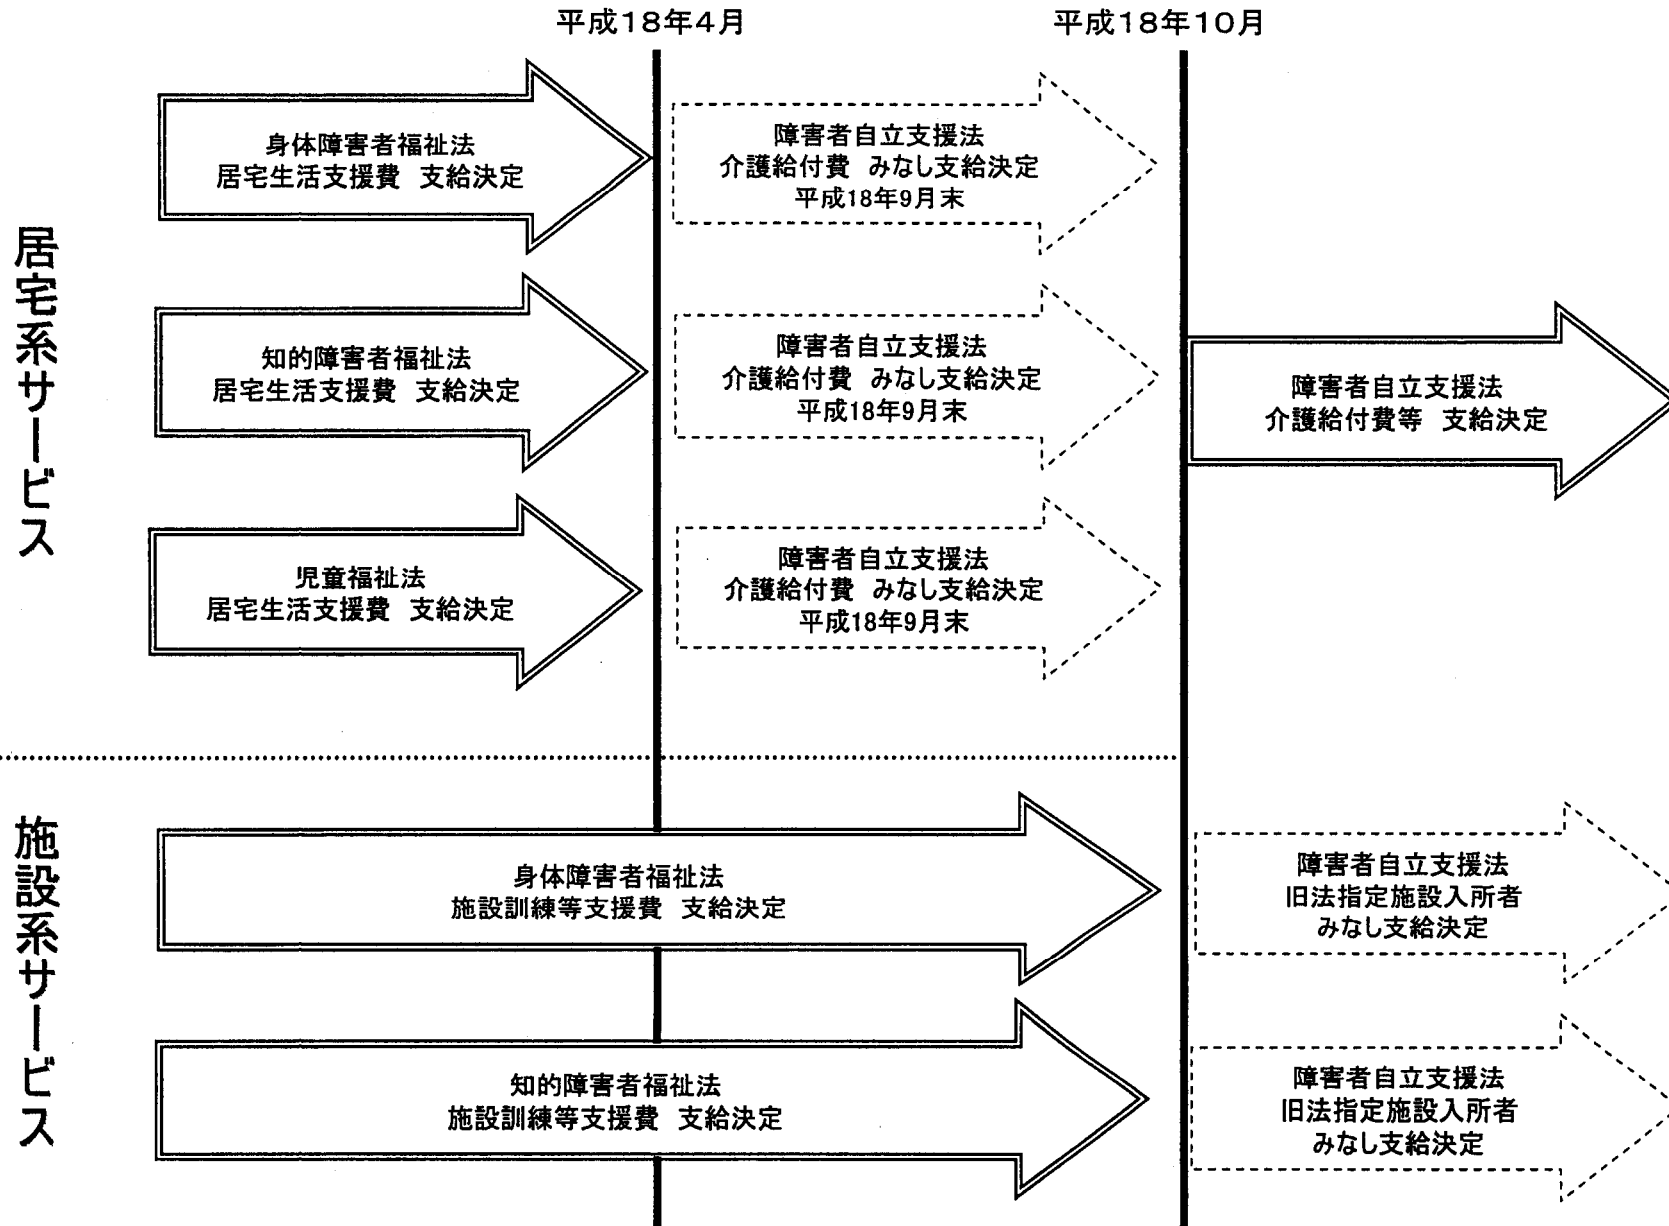 平成18年4月
平成18年10月
居宅系サービス
身体障害者福祉法
居宅生活支援費　支給決定
障害者自立支援法
介護給付費　みなし支給決定
平成18年9月末
知的障害者福祉法
居宅生活支援費　支給決定
障害者自立支援法
介護給付費　みなし支給決定
平成18年9月末
障害者自立支援法
介護給付費等　支給決定
児童福祉法
居宅生活支援費　支給決定
障害者自立支援法
介護給付費　みなし支給決定
平成18年9月末
施設系サービス
身体障害者福祉法
施設訓練等支援費　支給決定
障害者自立支援法
旧法指定施設入所者
みなし支給決定
知的障害者福祉法
施設訓練等支援費　支給決定
障害者自立支援法
旧法指定施設入所者
みなし支給決定